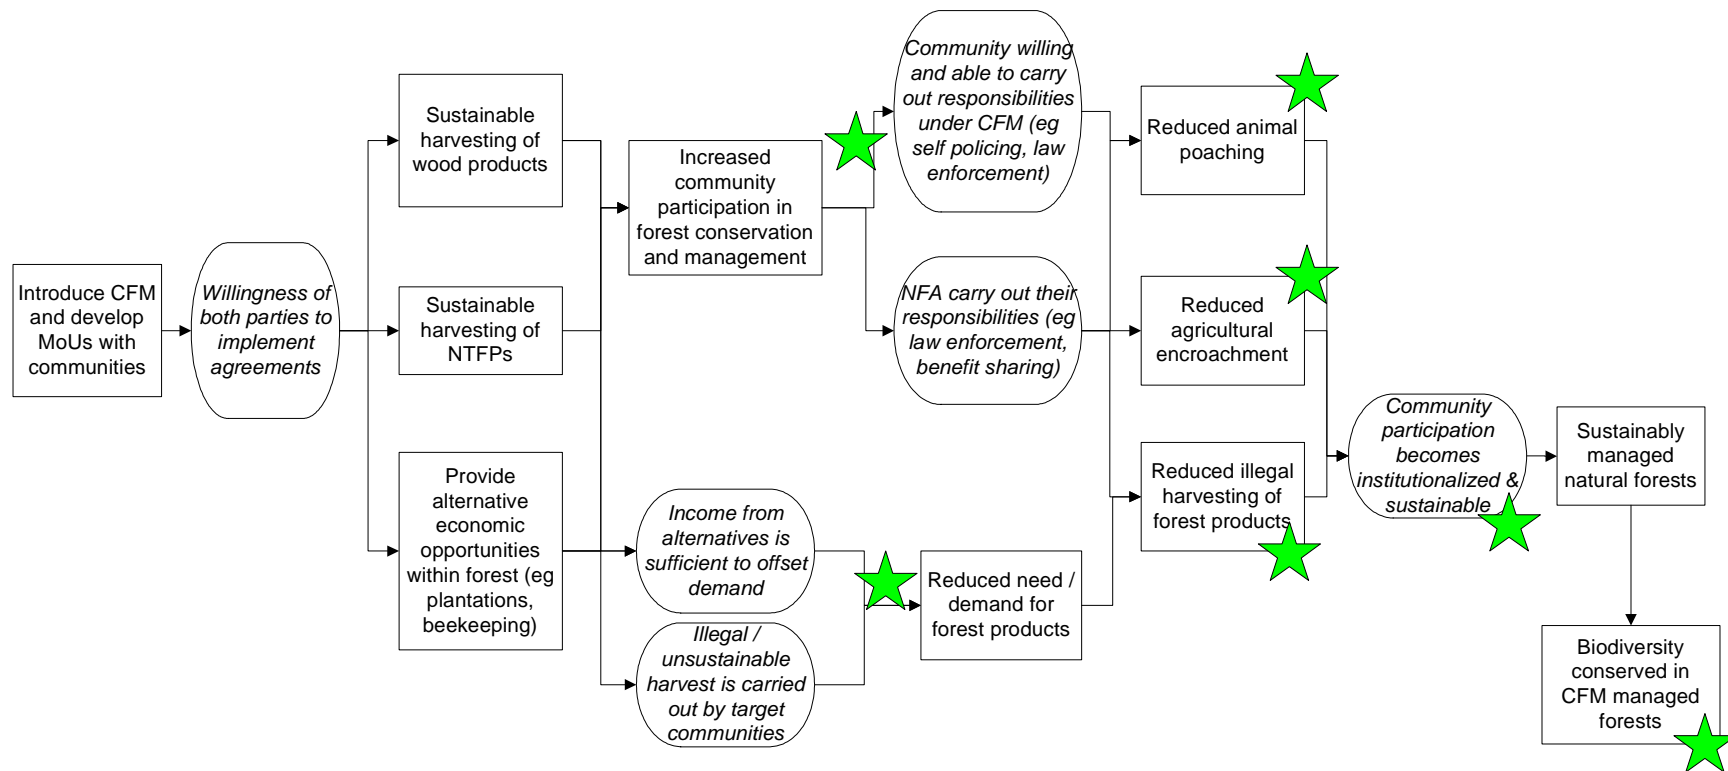 Introduce CFM
and develop
MoUs with
communities
Willingness of
both parties to
implement
agreements
Sustainable
harvesting of
wood products
Sustainable
harvesting of
NTFPs
Provide
alternative
economic
opportunities
within forest (eg
plantations,
beekeeping)
Increased
community
participation in
forest conservation
and management
Income from
alternatives is
sufficient to offset
demand
Illegal /
unsustainable
harvest is carried
out by target
communities
Community willing
and able to carry
out responsibilities
under CFM (eg
self policing, law
enforcement)
NFA carry out their
responsibilities (eg
law enforcement,
benefit sharing)
Reduced need /
demand for
forest products
Reduced animal
poaching
Reduced
agricultural
encroachment
Reduced illegal
harvesting of
forest products
Community
participation
becomes
institutionalized &
sustainable
Sustainably
managed
natural forests
Biodiversity
conserved in
CFM managed
forests